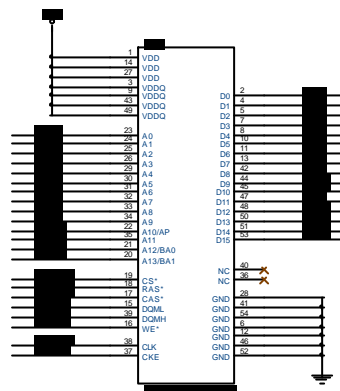 1 VDD
14 VDD
27 VDD
3 VDDQ
9 VDDQ
43 VDDQ
49 VDDQ
23 A0
24 A1
25 A2
26 A3
29 A4
30 A5
31 A6
32 A7
33 A8
34 A9
22 A10/AP
35 A11
21 A12/BA0
20 A13/BA1
19 CS*
18 RAS*
17 CAS*
15 DQML
39 DQMH
16 WE*
38 CLK
37 CKE
D0 2
D1 4
D2 5
D3 7
D4 8
D5 10
D6 11
D7 13
D8 42
D9 44
D10 45
D11 47
D12 48
D13 50
D14 51
D15 53
NC 40
NC 36
GND 28
GND 41
GND 54
GND 6
GND 12
GND 46
GND 52